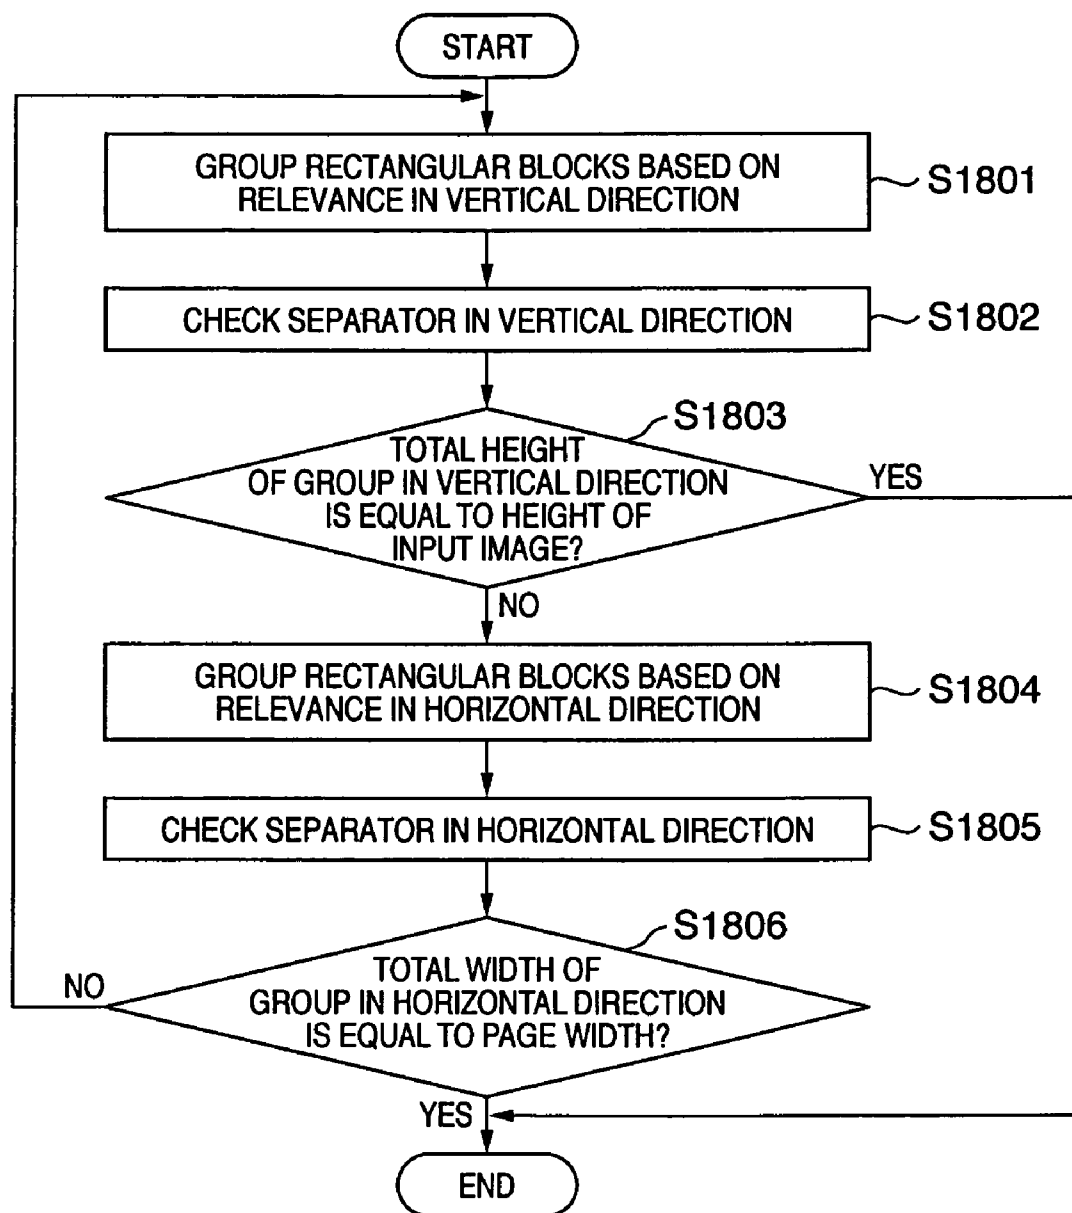 START
GROUP RECTANGULAR BLOCKS BASED ON
RELEVANCE IN VERTICAL DIRECTION
S1801
CHECK SEPARATOR IN VERTICAL DIRECTION
S1802
S1803
TOTAL HEIGHT
OF GROUP IN VERTICAL DIRECTION
IS EQUAL TO HEIGHT OF
INPUT IMAGE?
YES
NO
GROUP RECTANGULAR BLOCKS BASED ON
RELEVANCE IN HORIZONTAL DIRECTION
S1804
CHECK SEPARATOR IN HORIZONTAL DIRECTION
S1805
S1806
TOTAL WIDTH OF
GROUP IN HORIZONTAL DIRECTION
IS EQUAL TO PAGE WIDTH?
NO
YES
END